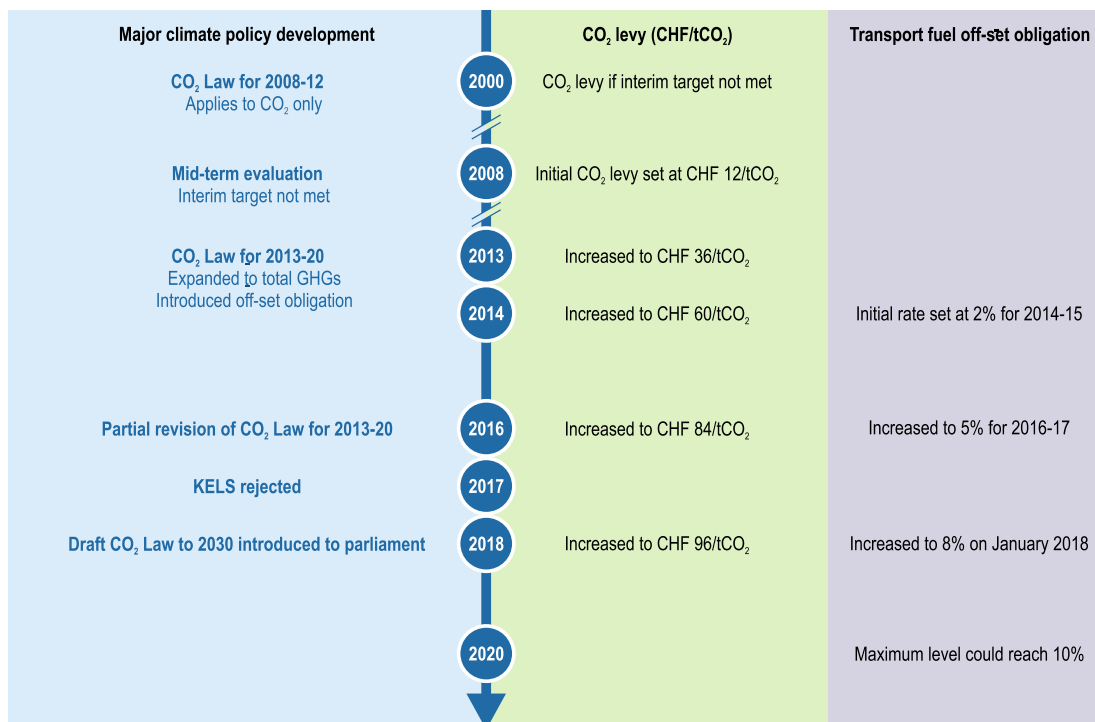 Major climate policy development
CO₂ levy (CHF/tCO₂)
Transport fuel off-set obligation
CO₂ Law for 2008-12
Applies to CO₂ only
2000
CO₂ levy if interim target not met
Mid-term evaluation
Interim target not met
2008
Initial CO₂ levy set at CHF 12/tCO₂
CO₂ Law for 2013-20
Expanded to total GHGs
Introduced off-set obligation
2013
Increased to CHF 36/tCO₂
2014
Increased to CHF 60/tCO₂
Initial rate set at 2% for 2014-15
Partial revision of CO₂ Law for 2013-20
2016
Increased to CHF 84/tCO₂
Increased to 5% for 2016-17
KELS rejected
2017
Draft CO₂ Law to 2030 introduced to parliament
2018
Increased to CHF 96/tCO₂
Increased to 8% on January 2018
2020
Maximum level could reach 10%